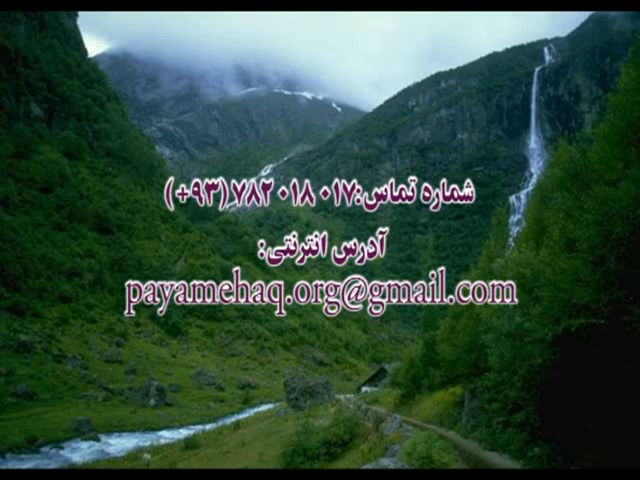 شماره تماس:۰۱۷ ۰۱۸ ۷۸۲(۹۳+)
آدرس انترنتی:
payamehaq.org@gmail.com